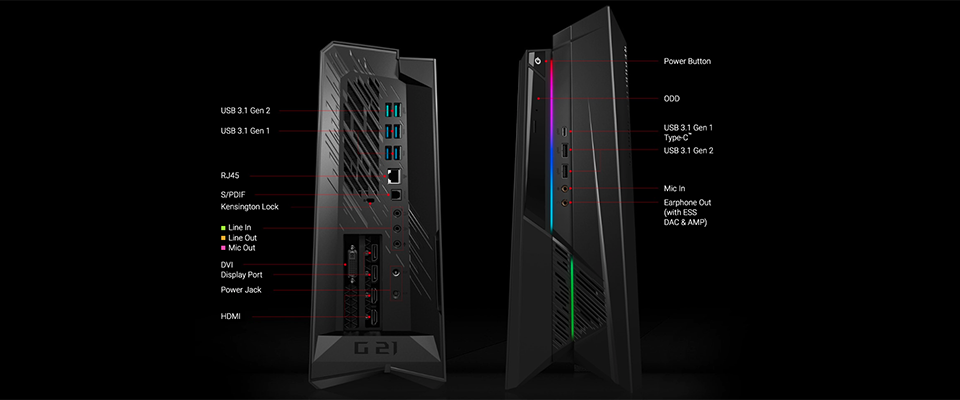 USB 3.1 Gen 2
USB 3.1 Gen 1
RJ45
S/PDIF
Kensington Lock
Line In
Line Out
Mic Out
DVI
Display Port
Power Jack
HDMI
G21
Power Button
ODD
USB 3.1 Gen 1
Type-C™
USB 3.1 Gen 2
Mic In
Earphone Out
(with ESS
DAC & AMP)